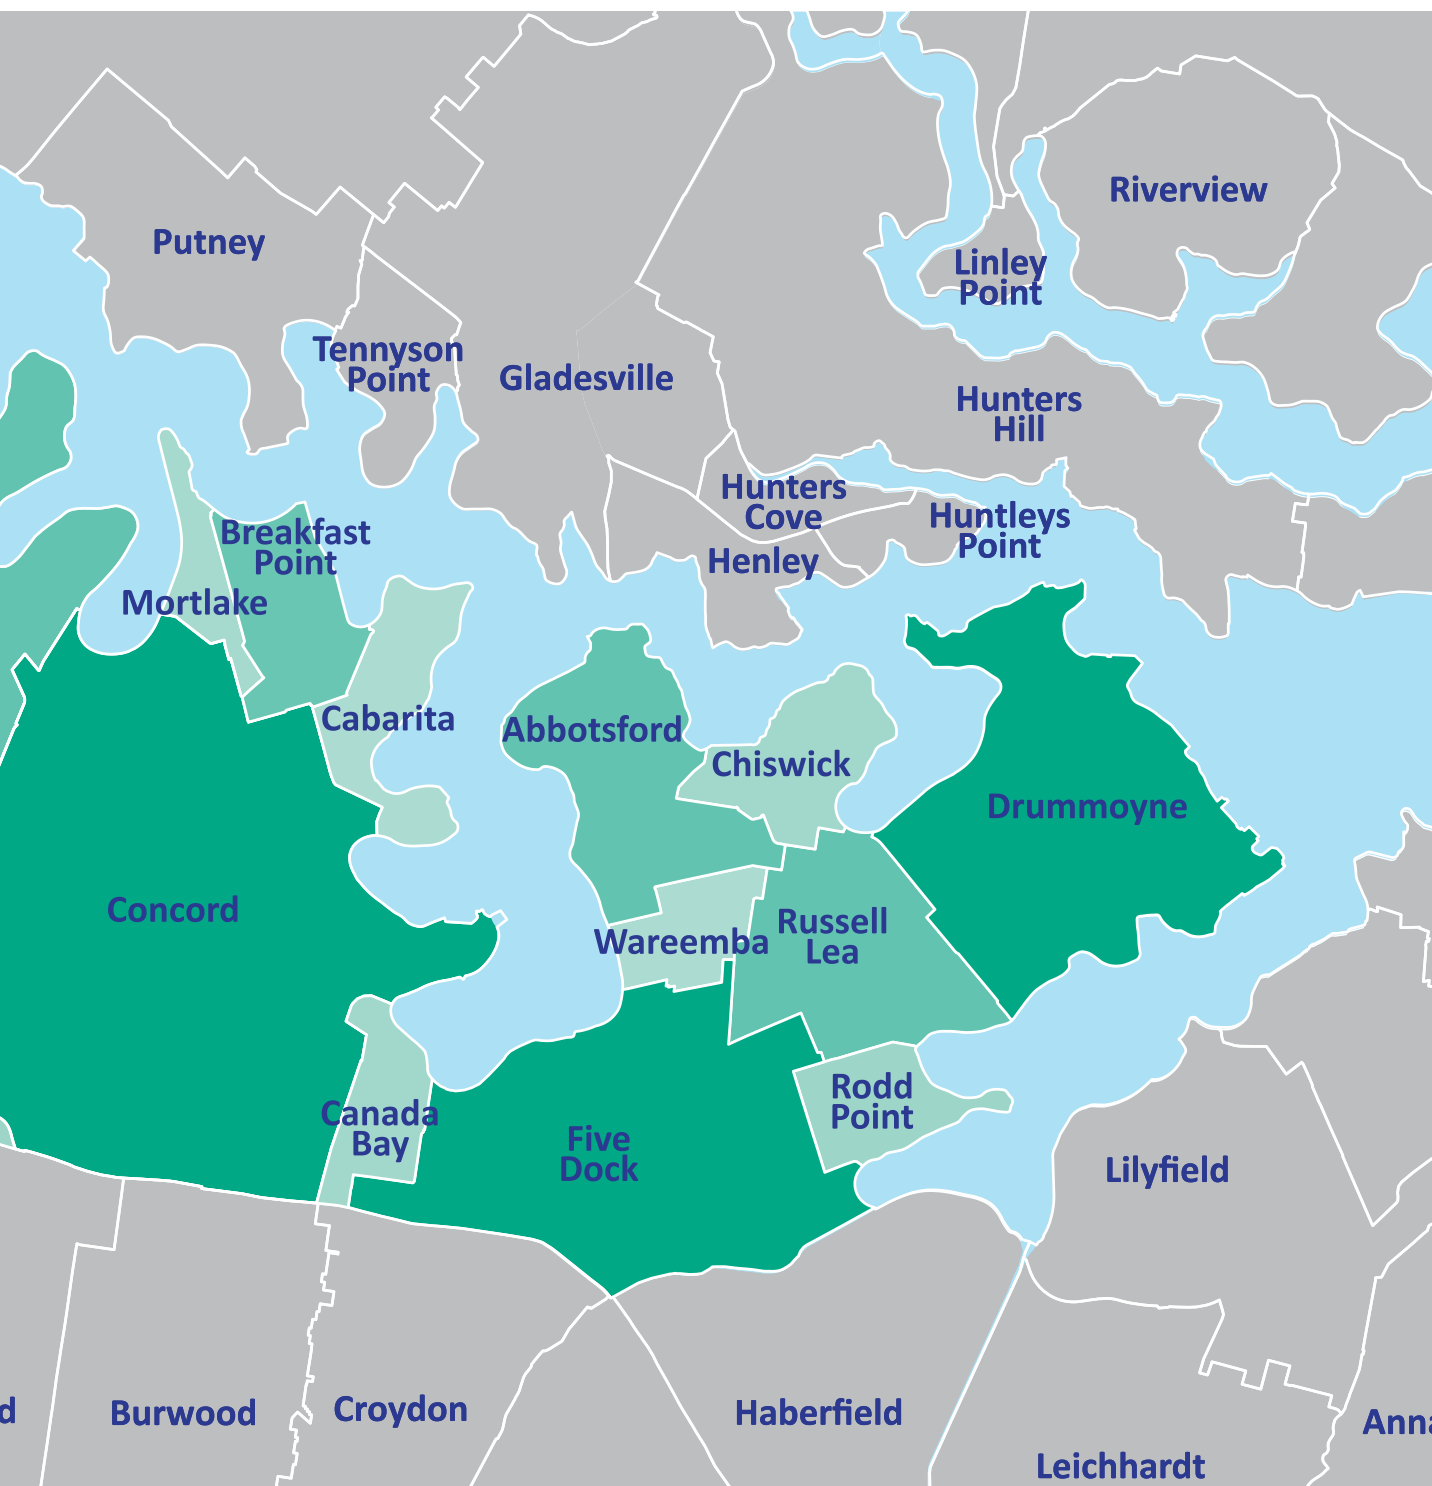 Riverview
Putney
Linley
Point
Tennyson
Point
Gladesville
Hunters
Hill
Hunters
Cove
Huntleys
Point
Breakfast
Point
Henley
Mortlake
Cabarita
Abbotsford
Chiswick
Drummoyne
Concord
Russell
Lea
Wareemba
Rodd
Point
Canada
Bay
Five
Dock
Lilyfield
d
Burwood
Croydon
Haberfield
Anna
Leichhardt